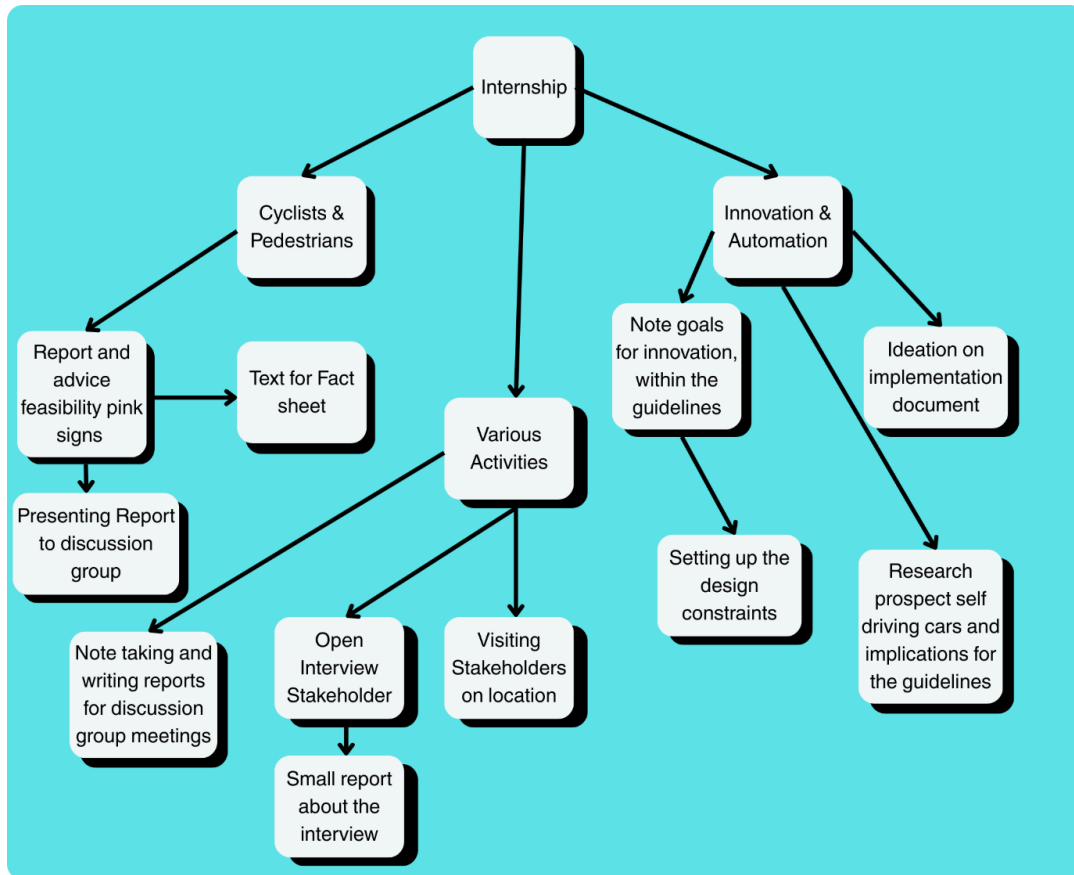 Internship
Cyclists &
Pedestrians
Innovation &
Automation
Report and
advice
feasibility pink
signs
Text for Fact
sheet
Presenting Report
to discussion
group
Various
Activities
Note goals
for innovation,
within the
guidelines
Ideation on
implementation
document
Setting up the
design
constraints
Research
prospect self
driving cars and
implications for
the guidelines
Note taking and
writing reports
for discussion
group meetings
Open
Interview
Stakeholder
Visiting
Stakeholders
on location
Small report
about the
interview